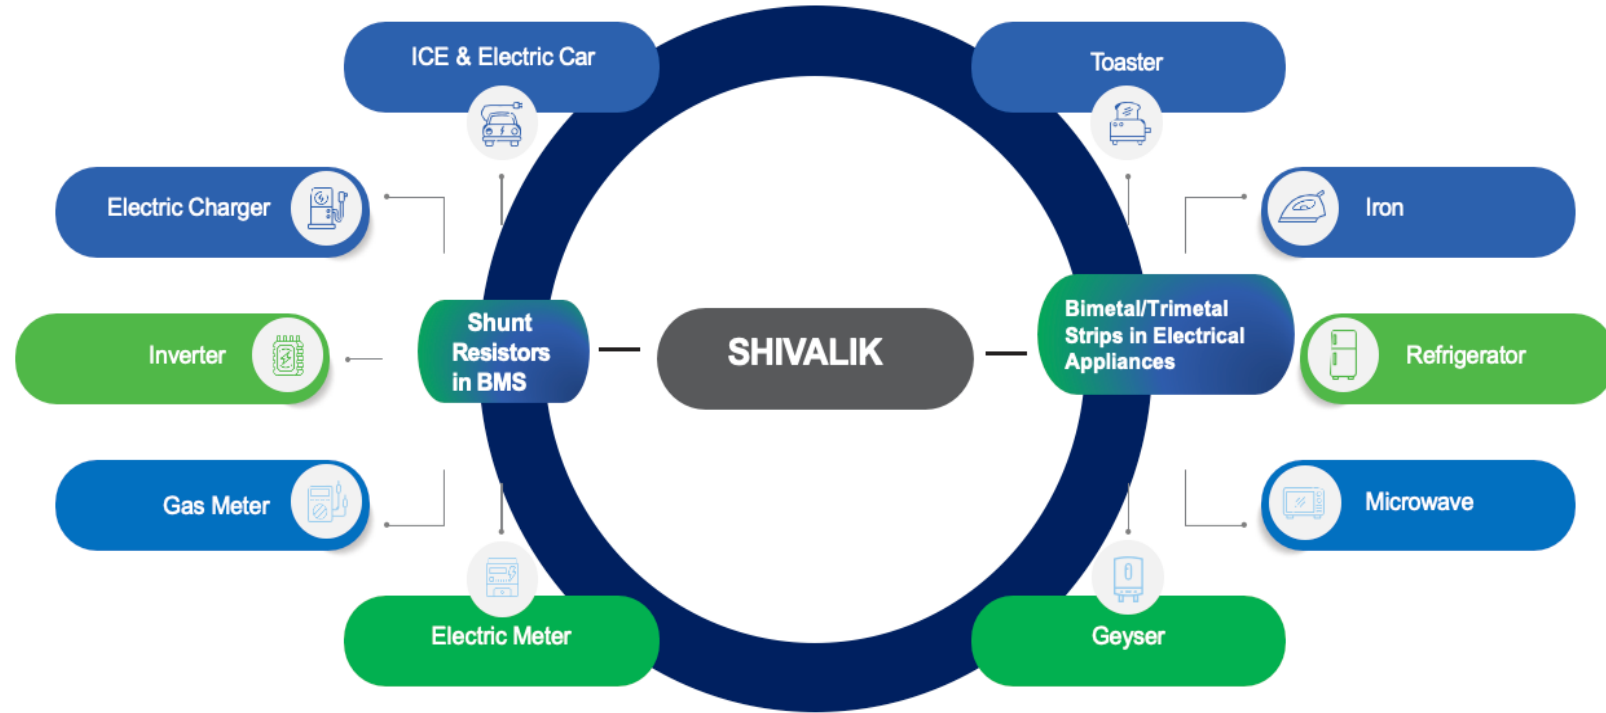 ICE & Electric Car
Toaster
Electric Charger
Iron
Inverter
Shunt
Resistors
in BMS
SHIVALIK
Bimetal/Trimetal
Strips in Electrical
Appliances
Refrigerator
Gas Meter
Microwave
Electric Meter
Geyser